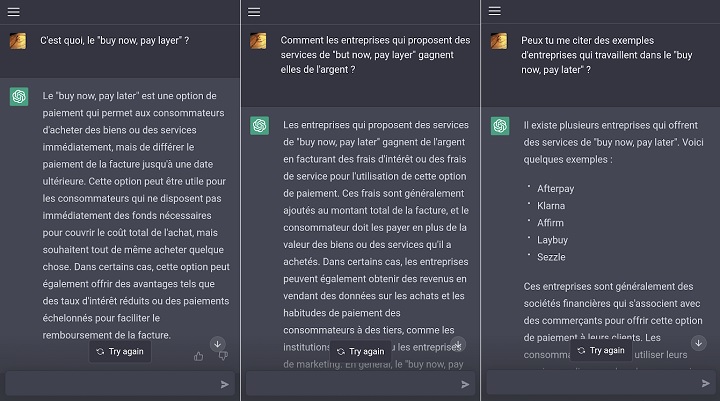 C'est quoi, le "buy now, pay layer" ?
Le "buy now, pay later" est une option de
paiement qui permet aux consommateurs
d'acheter des biens ou des services
immédiatement, mais de différer le
paiement de la facture jusqu'à une date
ultérieure. Cette option peut être utile pour
les consommateurs qui ne disposent pas
immédiatement des fonds nécessaires
pour couvrir le coût total de l'achat, mais
souhaitent tout de même acheter quelque
chose. Dans certains cas, cette option peut
également offrir des avantages tels que
des taux d'intérêt réduits ou des paiements
échelonnés pour faciliter le
remboursement de la facture.
Try again
Comment les entreprises qui proposent des
services de "but now, pay layer" gagnent
elles de l'argent ?
Les entreprises qui proposent des services
de "buy now, pay later" gagnent de l'argent
en facturant des frais d'intérêt ou des frais
de service pour l'utilisation de cette option
de paiement. Ces frais sont généralement
ajoutés au montant total de la facture, et le
consommateur doit les payer en plus de la
valeur des biens ou des services qu'il a
achetés. Dans certains cas, les entreprises
peuvent également obtenir des revenus en
vendant des données sur les achats et les
habitudes de paiement des
consommateurs à des tiers, comme les
institutions les entreprises
de marketing. En général, le "buy now, pay
Try again
Peux tu me citer des exemples
d'entreprises qui travaillent dans le "buy
now, pay later" ?
Il existe plusieurs entreprises qui offrent
des services de "buy now, pay later". Voici
quelques exemples :
• Afterpay
• Klarna
• Affirm
• Laybuy
• Sezzle
Ces entreprises sont généralement des
sociétés financières qui s'associent avec
des commerçants pour offrir cette option
de paiement à leurs clients. Les
utiliser leurs
Try again